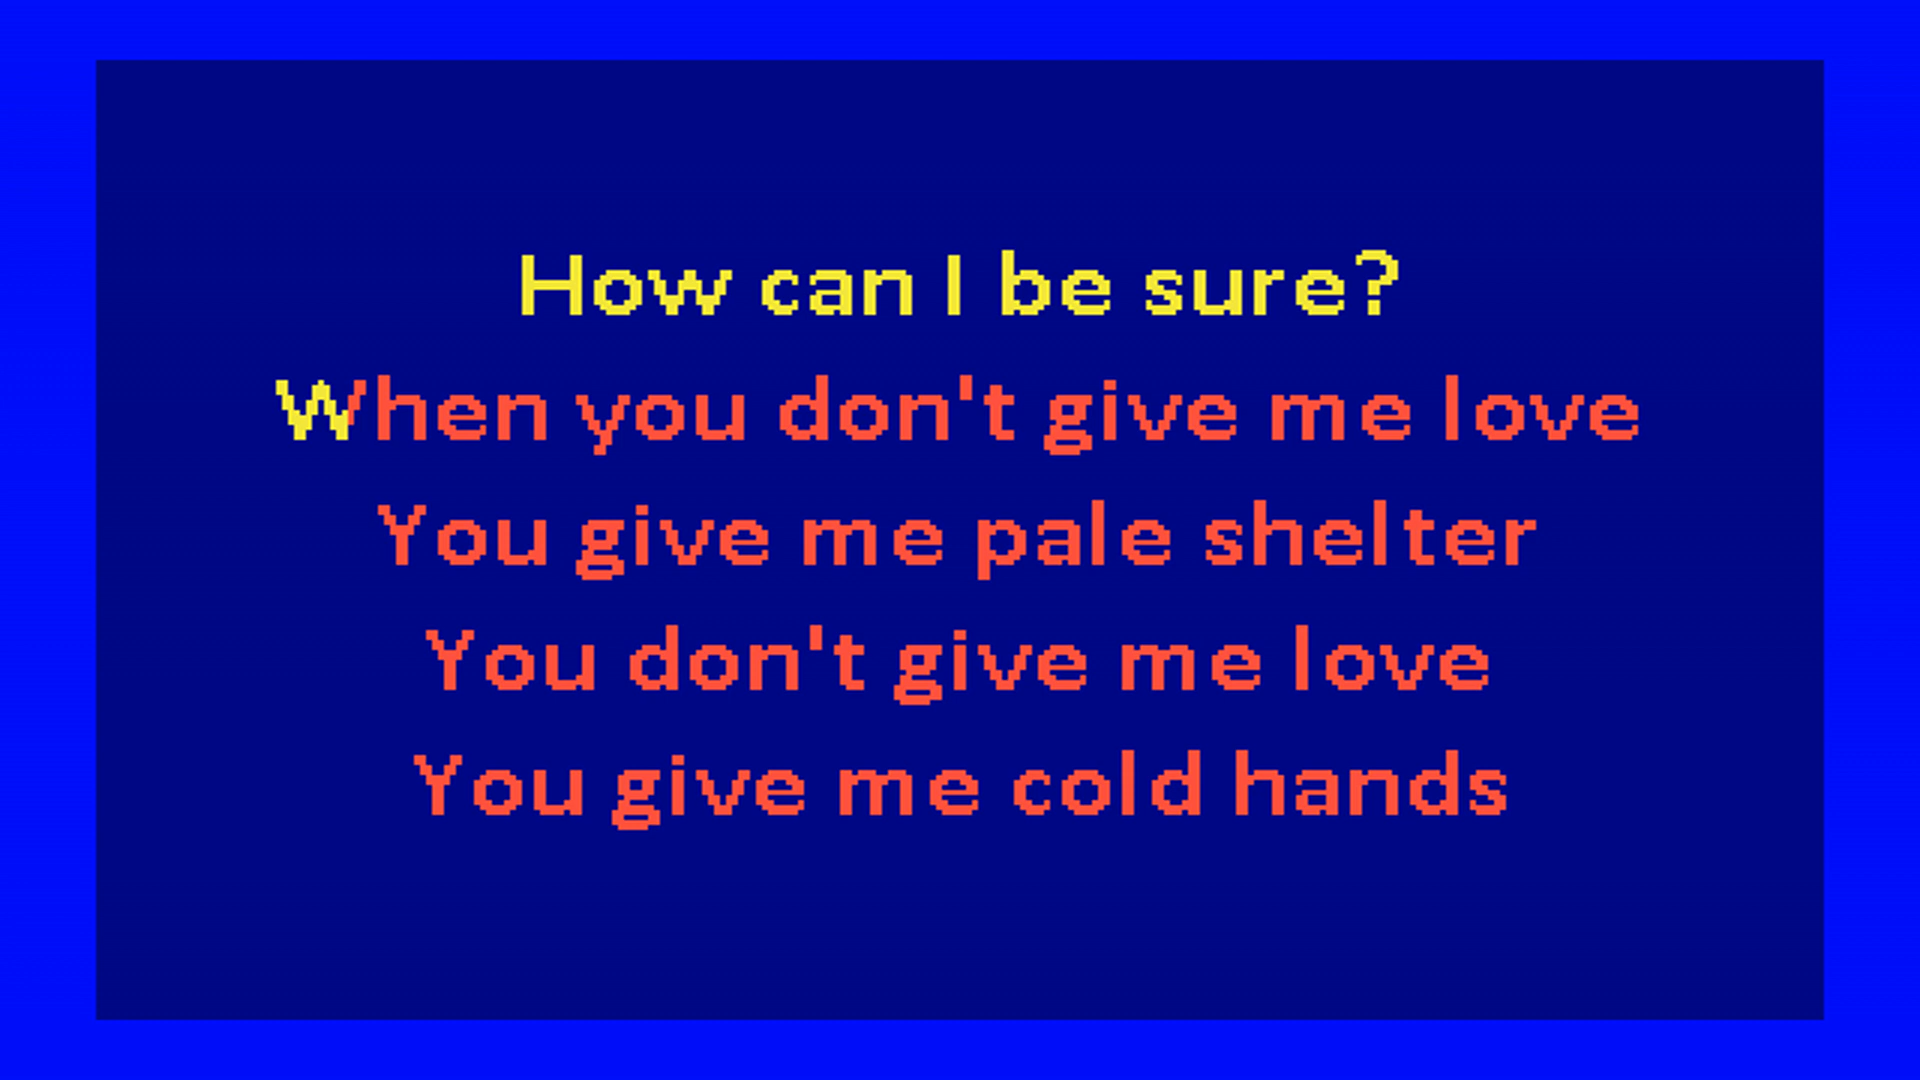 How can I be sure?
When you don't give me love
You give me pale shelter
You don't give me love
You give me cold hands